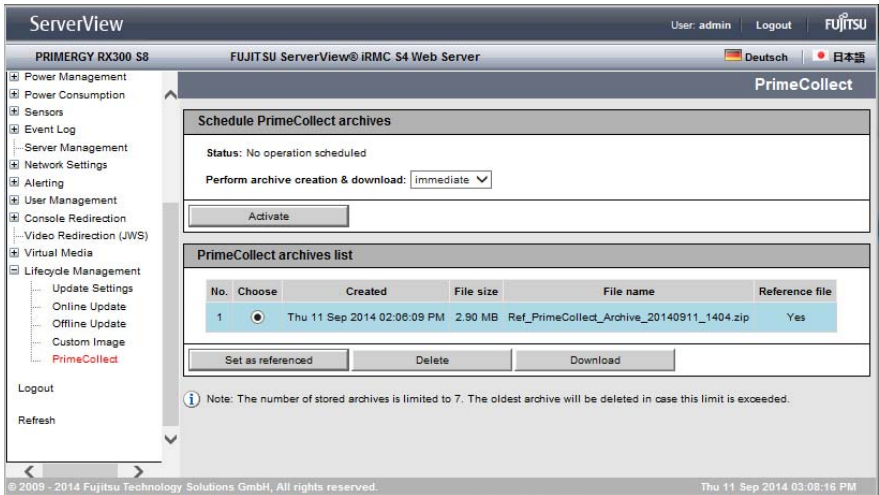 ServerView
User: admin Logout FUJITSU
PRIMERGY RX300 S8 FUJITSU ServerView® iRMC S4 Web Server Deutsch 日本語
Power Management
Power Consumption
Sensors
Event Log
Server Management
Network Settings
Alerting
User Management
Console Redirection
Video Redirection (JWS)
Virtual Media
Lifecycle Management
Update Settings
Online Update
Offline Update
Custom Image
PrimeCollect
Logout
Refresh
PrimeCollect
Schedule PrimeCollect archives
Status: No operation scheduled
Perform archive creation & download: immediate
Activate
PrimeCollect archives list
No. Choose Created File size File name Reference file
1 Thu 11 Sep 2014 02:06:09 PM 2.90 MB Ref_PrimeCollect_Archive_20140911_1404.zip Yes
Set as referenced Delete Download
Note: The number of stored archives is limited to 7. The oldest archive will be deleted in case this limit is exceeded.
© 2009 - 2014 Fujitsu Technology Solutions GmbH, All rights reserved. Thu 11 Sep 2014 03:08:16 PM